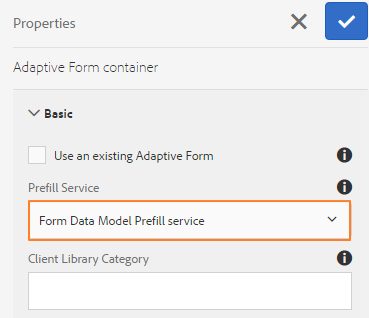 Properties
Adaptive Form container
Basic
Use an existing Adaptive Form
Prefill Service
Form Data Model Prefill service
Client Library Category